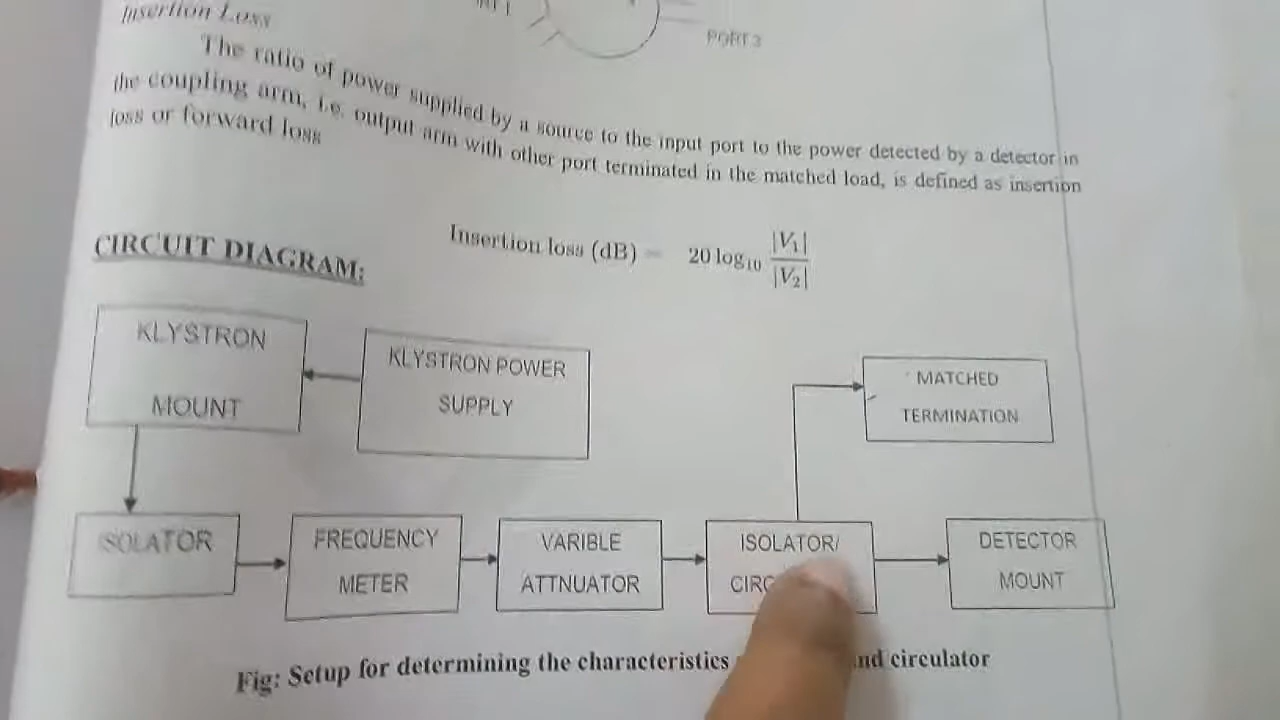 Insertion Loss
PORT 3
The ratio of power supplied by a source to the input port to the power detected by a detector in
the coupling arm, i.e. output arm with other port terminated in the matched load, is defined as insertion
loss or forward loss
Insertion loss (dB) = 20 log10 |V1| / |V2|
CIRCUIT DIAGRAM:
KLYSTRON
MOUNT
KLYSTRON POWER
SUPPLY
MATCHED
TERMINATION
ISOLATOR
FREQUENCY
METER
VARIBLE
ATTNUATOR
ISOLATOR/
CIRC
DETECTOR
MOUNT
Fig: Setup for determining the characteristics nd circulator